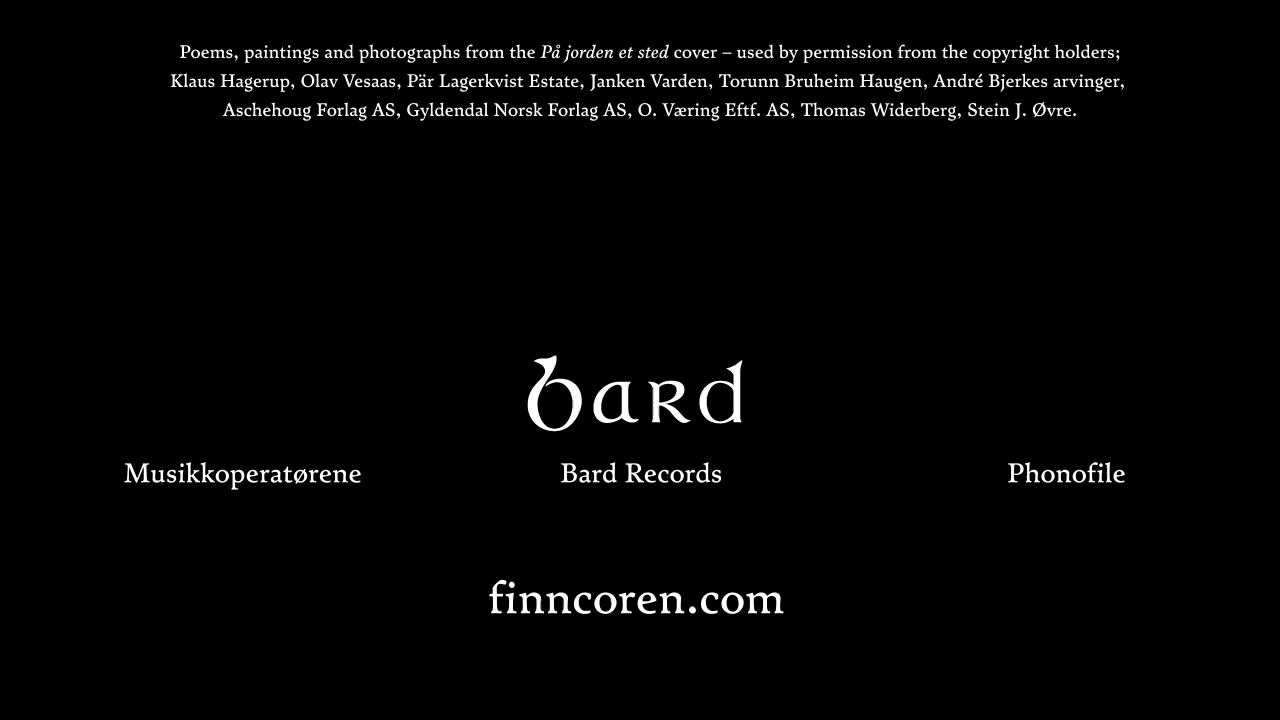 Poems, paintings and photographs from the På jorden et sted cover – used by permission from the copyright holders;
Klaus Hagerup, Olav Vesaas, Pär Lagerkvist Estate, Janken Varden, Torunn Bruheim Haugen, André Bjerkes arvinger,
Aschehoug Forlag AS, Gyldendal Norsk Forlag AS, O. Væring Eftf. AS, Thomas Widerberg, Stein J. Øvre.
bard
Musikkoperatørene Bard Records Phonofile
finncoren.com